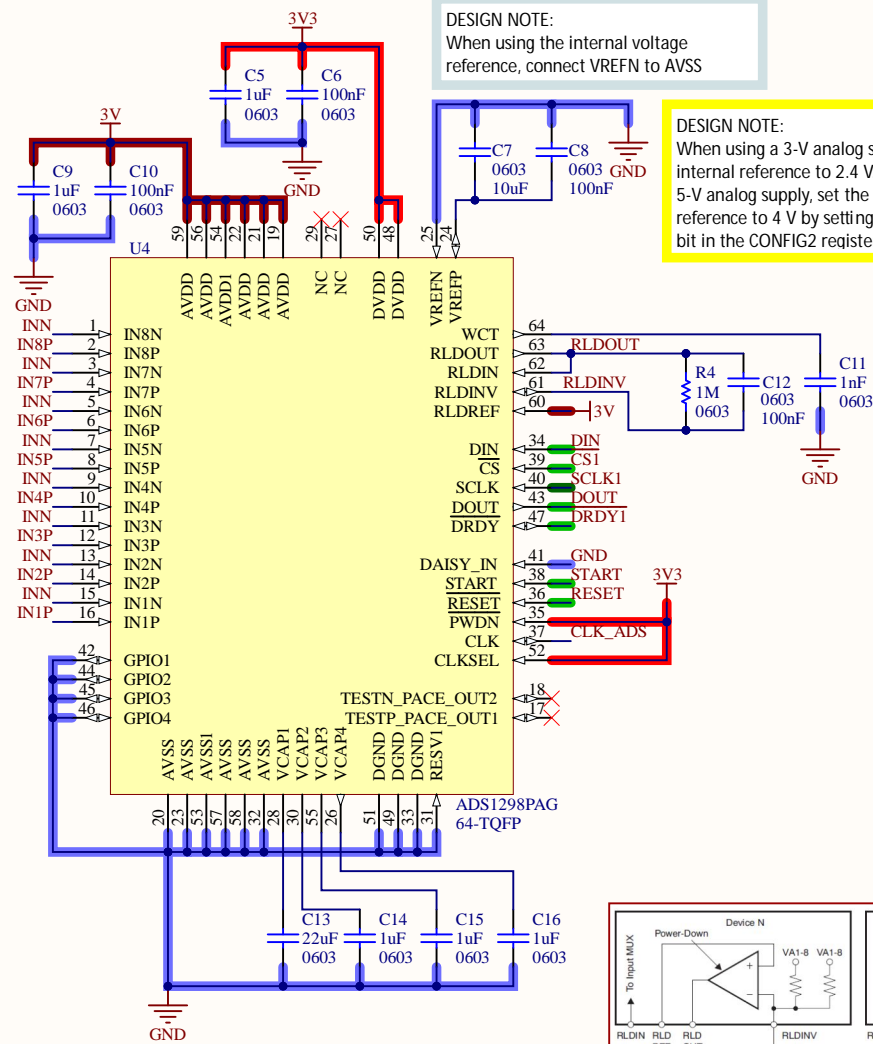 DESIGN NOTE:
When using the internal voltage
reference, connect VREFN to AVSS
DESIGN NOTE:
When using a 3-V analog s
internal reference to 2.4 V
5-V analog supply, set the
reference to 4 V by setting
bit in the CONFIG2 registe
3V3
C5
1uF
0603
C6
100nF
0603
GND
3V
C9
1uF
0603
C10
100nF
0603
GND
C7
0603
10uF
C8
0603
100nF
GND
U4
59 56 54 22 21 19 29 27 50 48 25 24
AVDD AVDD AVDD1 AVDD AVDD AVDD NC NC DVDD DVDD VREFN VREFP
INN 1 IN8N
IN8P 2 IN8P
INN 3 IN7N
IN7P 4 IN7P
INN 5 IN6N
IN6P 6 IN6P
INN 7 IN5N
IN5P 8 IN5P
INN 9 IN4N
IN4P 10 IN4P
INN 11 IN3N
IN3P 12 IN3P
INN 13 IN2N
IN2P 14 IN2P
INN 15 IN1N
IN1P 16 IN1P
42 GPIO1
44 GPIO2
45 GPIO3
46 GPIO4
WCT 64
RLDOUT 63 RLDOUT
RLDIN 62
RLDINV 61 RLDINV
RLDREF 60 3V
R4
1M
0603
C12
0603
100nF
C11
1nF
0603
GND
DIN 34 DIN
CS 39 CS1
SCLK 40 SCLK1
DOUT 43 DOUT
DRDY 47 DRDY1
DAISY_IN 41 GND
START 38 START
RESET 36 RESET
PWDN 35
CLK 37 CLK_ADS
CLKSEL 52
3V3
TESTN_PACE_OUT2 18
TESTP_PACE_OUT1 17
AVSS AVSS AVSS1 AVSS AVSS AVSS VCAP1 VCAP2 VCAP3 VCAP4 DGND DGND DGND RESV1
20 23 53 57 58 32 28 30 55 26 51 49 33 31
ADS1298PAG
64-TQFP
C13
22uF
0603
C14
1uF
0603
C15
1uF
0603
C16
1uF
0603
GND
Device N
Power-Down
To Input MUX
VA1-8 VA1-8
+
−
RLDIN RLD RLD RLDINV